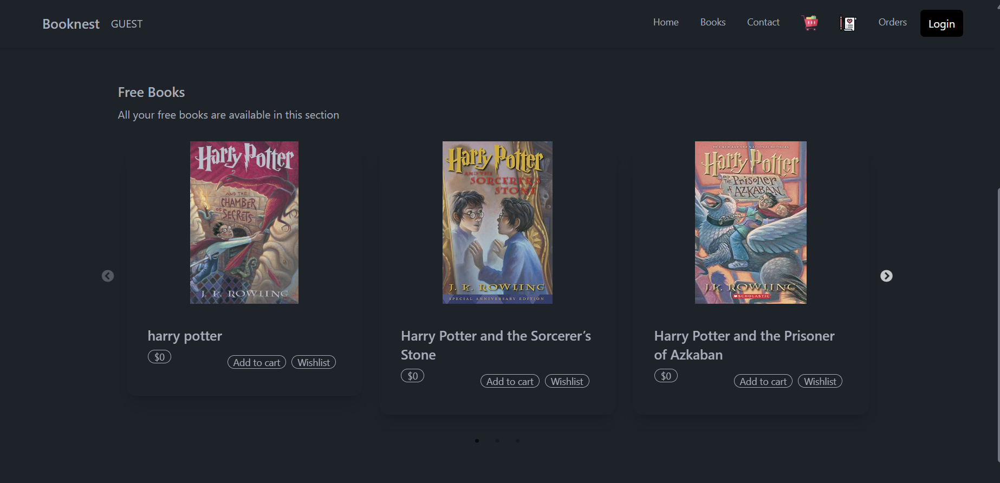 Booknest GUEST Home Books Contact Orders Login
Free Books
All your free books are available in this section
Harry Potter
AND THE
CHAMBER
OF SECRETS
J. K. ROWLING
Harry Potter
AND THE
SORCERER'S
STONE
J. K. ROWLING
SPECIAL ANNIVERSARY EDITION
Harry Potter
AND THE Prisoner
of AZKABAN
J.K. ROWLING
SCHOLASTIC
harry potter
$0
Add to cart Wishlist
Harry Potter and the Sorcerer’s
Stone
$0
Add to cart Wishlist
Harry Potter and the Prisoner
of Azkaban
$0
Add to cart Wishlist